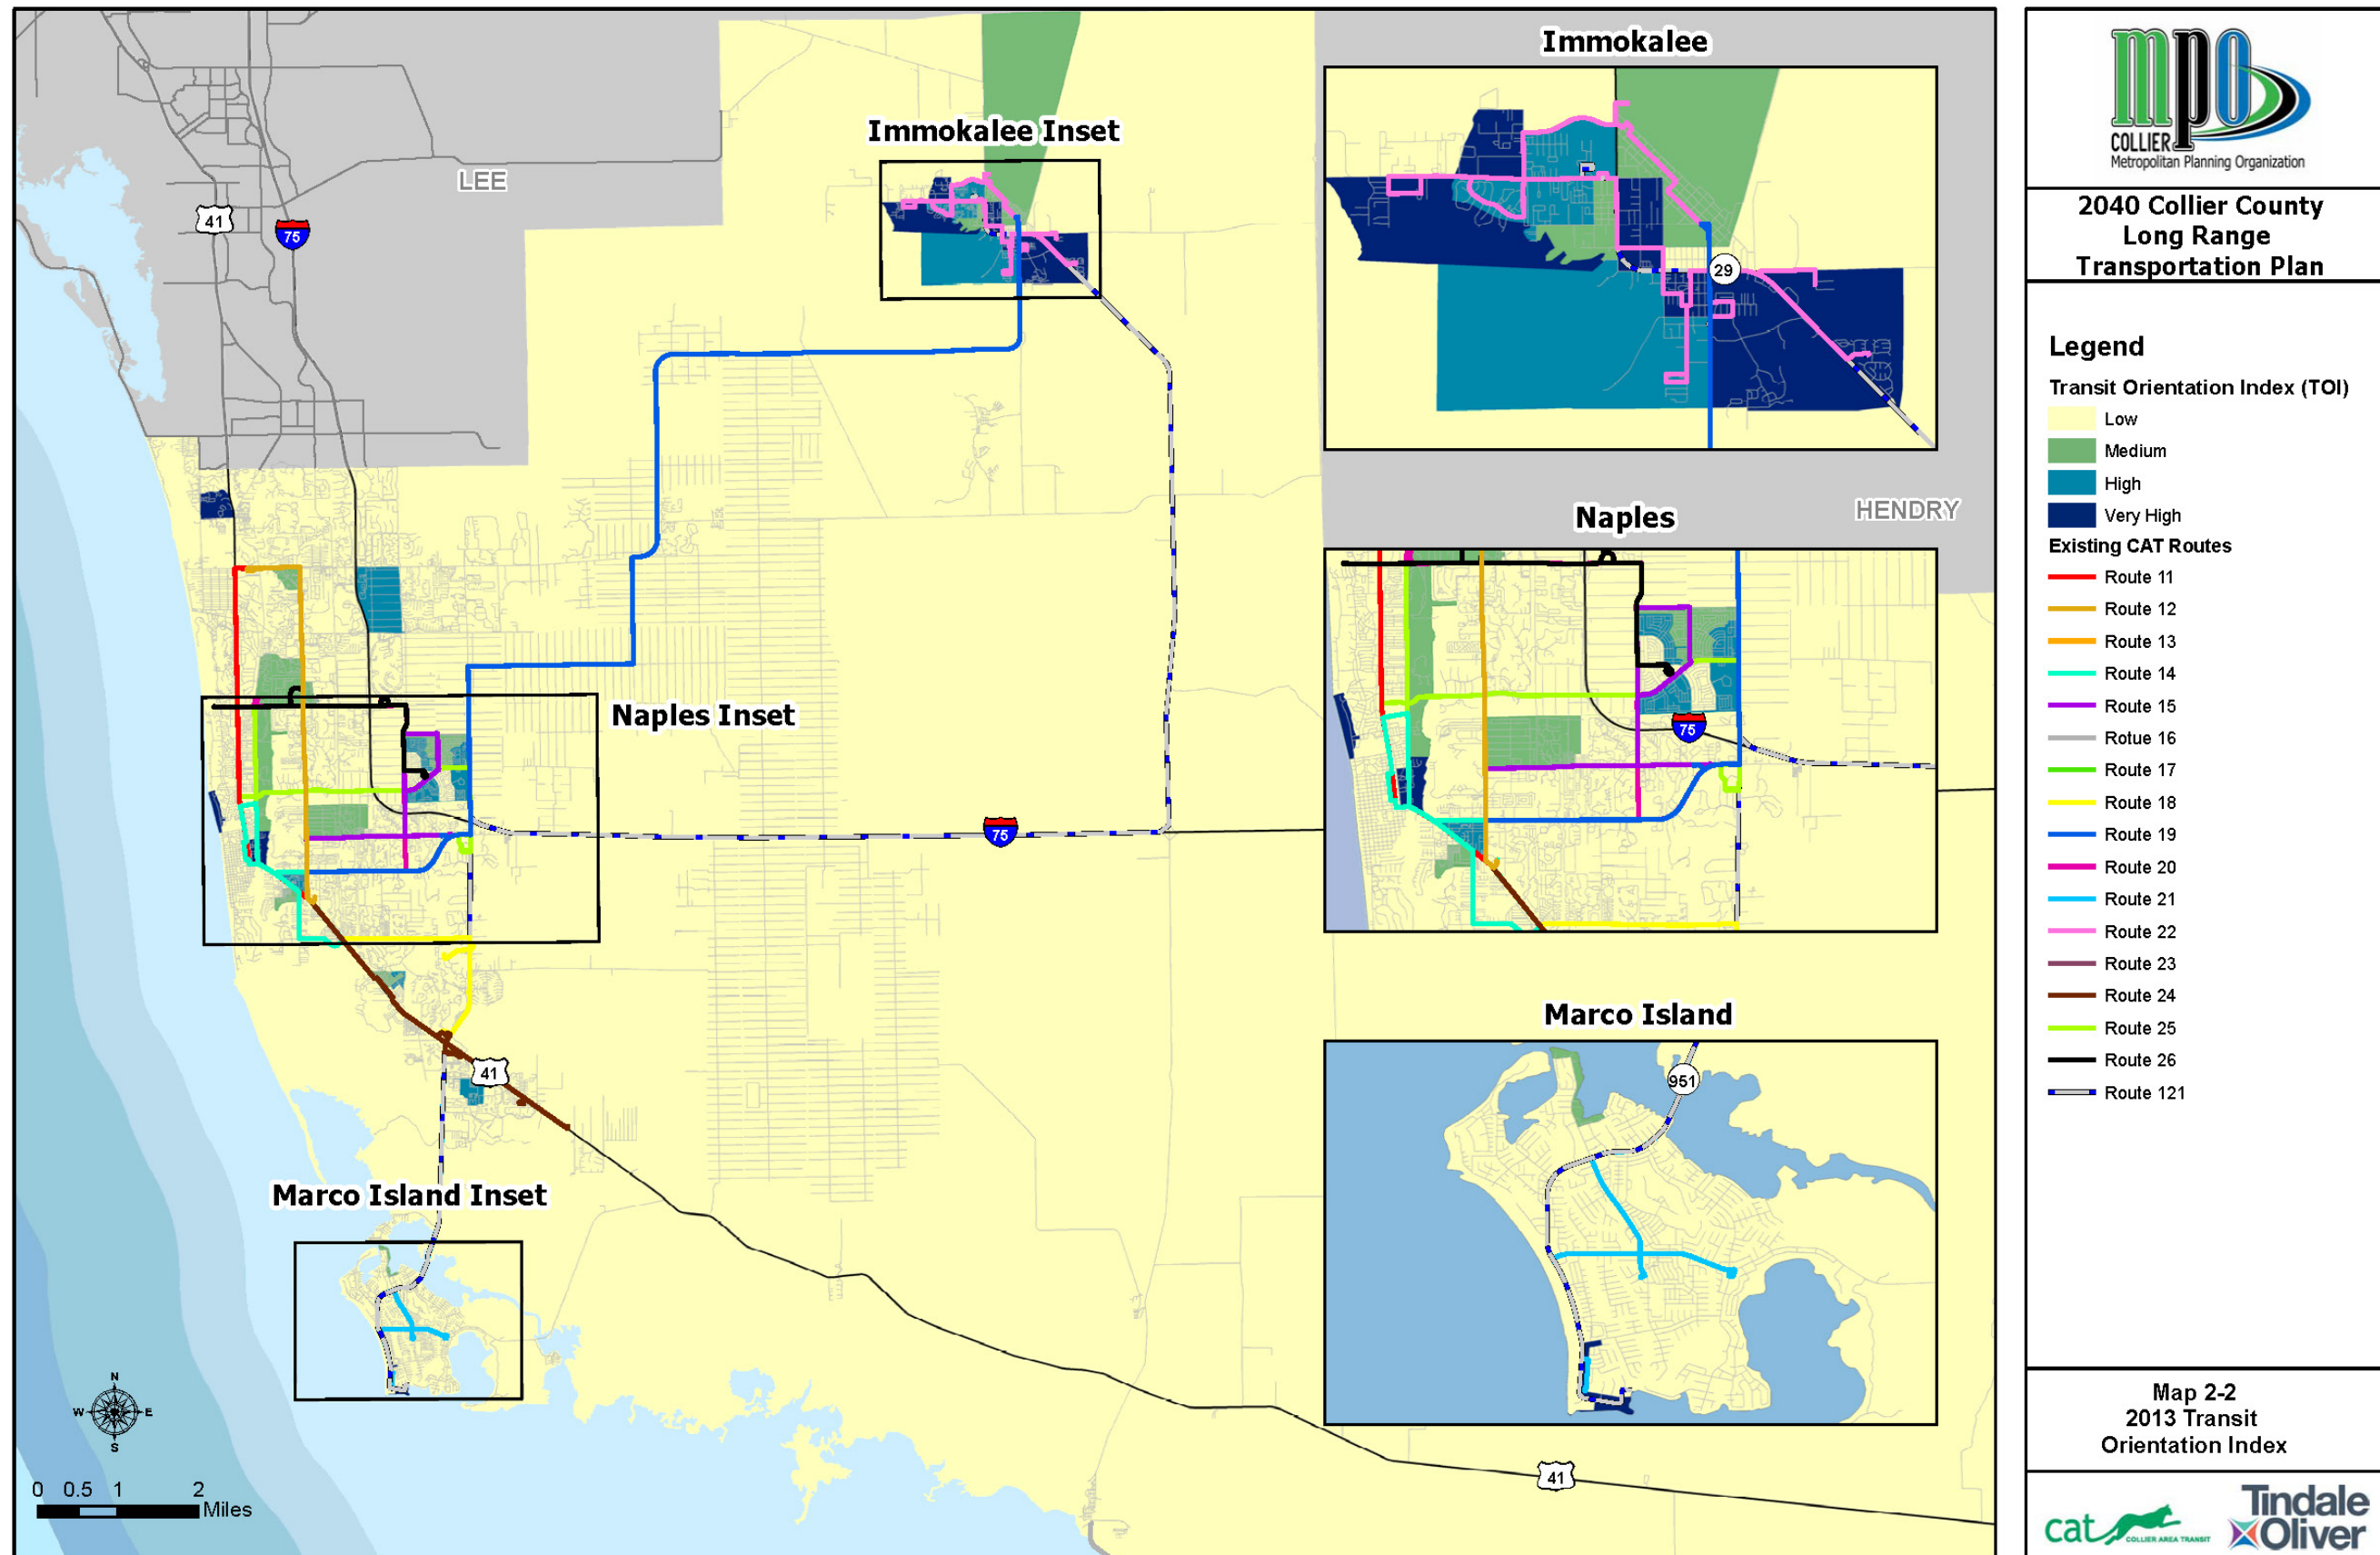 Immokalee
Immokalee Inset
LEE
41
75
29
Naples
HENDRY
Naples Inset
75
75
Marco Island
951
41
Marco Island Inset
41
N
W
E
S
0 0.5 1 2
Miles
mpo
COLLIER
Metropolitan Planning Organization
2040 Collier County
Long Range
Transportation Plan
Legend
Transit Orientation Index (TOI)
Low
Medium
High
Very High
Existing CAT Routes
Route 11
Route 12
Route 13
Route 14
Route 15
Rotue 16
Route 17
Route 18
Route 19
Route 20
Route 21
Route 22
Route 23
Route 24
Route 25
Route 26
Route 121
Map 2-2
2013 Transit
Orientation Index
cat
COLLIER AREA TRANSIT
Tindale
Oliver